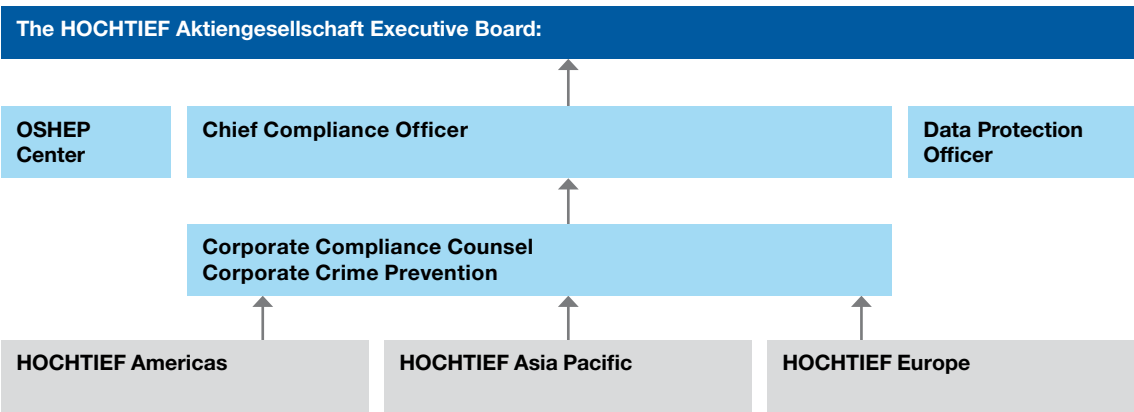 The HOCHTIEF Aktiengesellschaft Executive Board:
OSHEP
Center
Chief Compliance Officer
Data Protection
Officer
Corporate Compliance Counsel
Corporate Crime Prevention
HOCHTIEF Americas
HOCHTIEF Asia Pacific
HOCHTIEF Europe